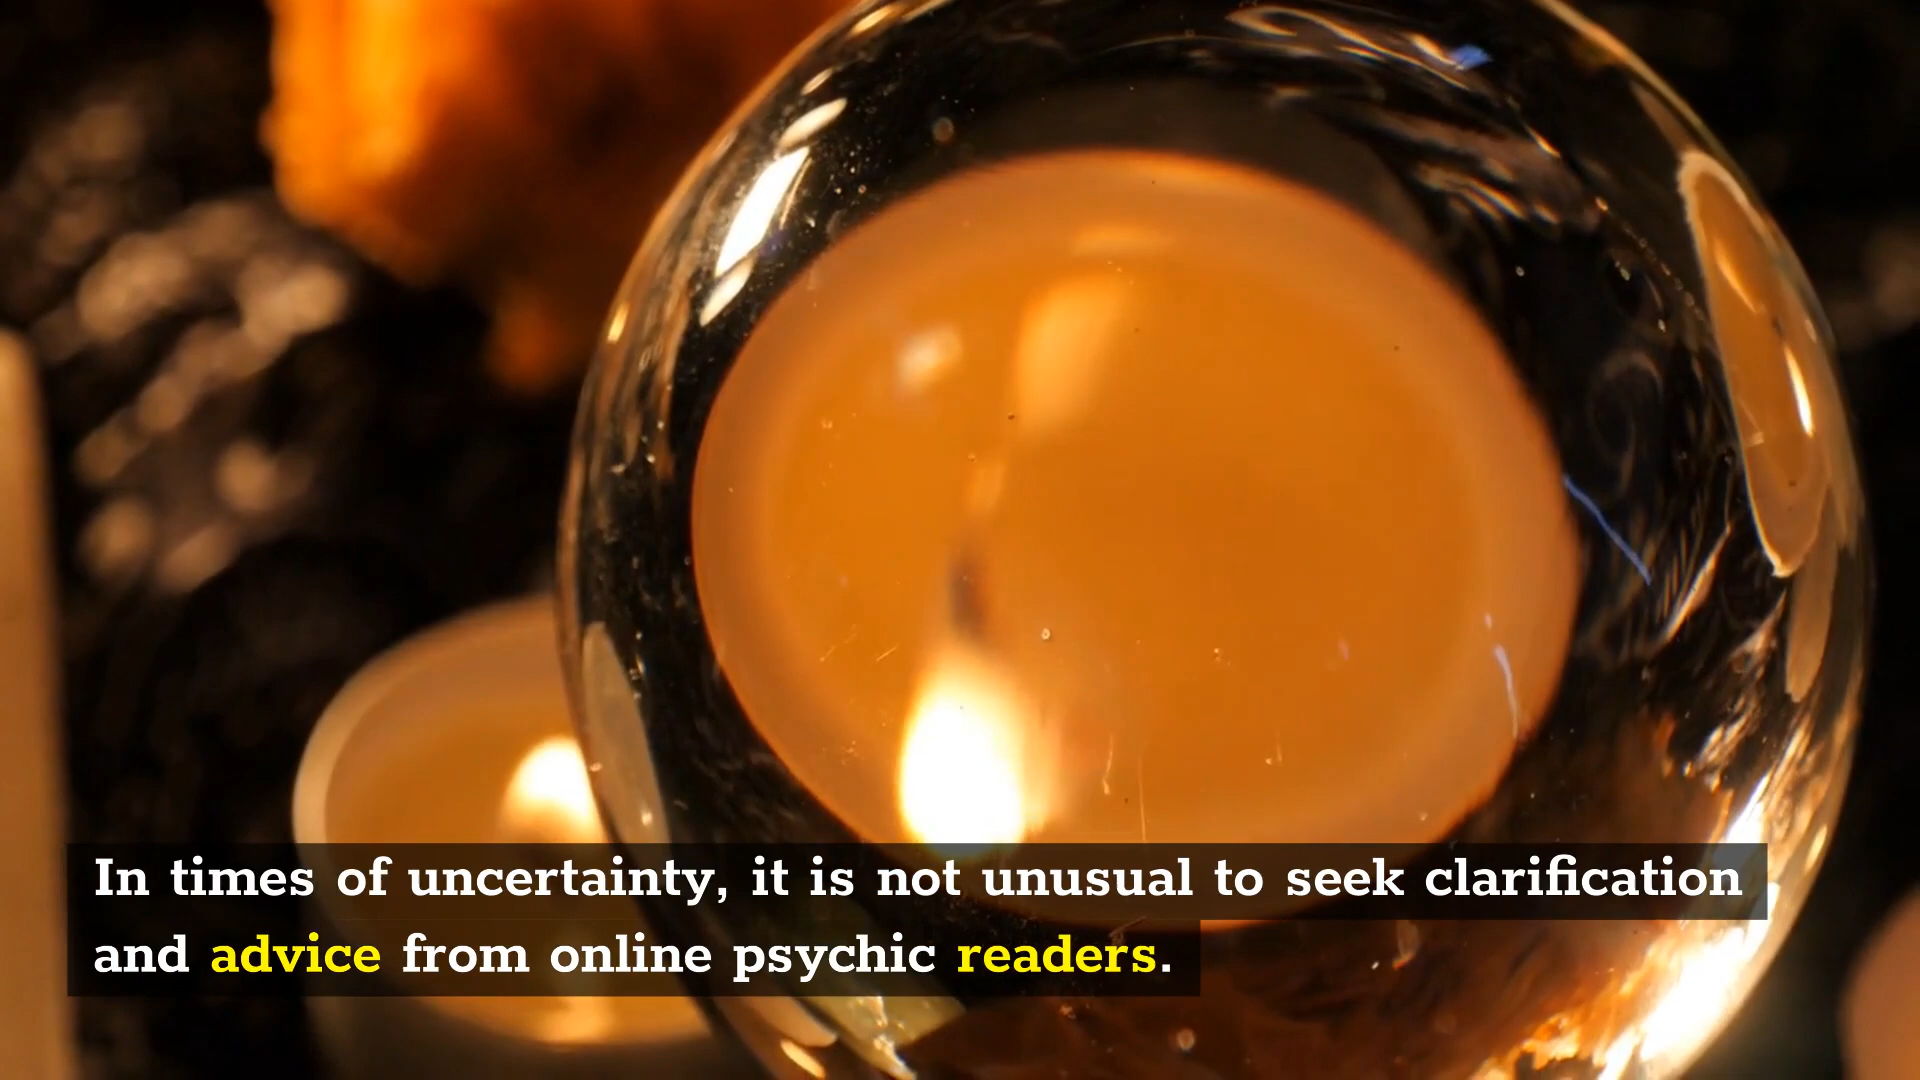 In times of uncertainty, it is not unusual to seek clarification
and advice from online psychic readers.